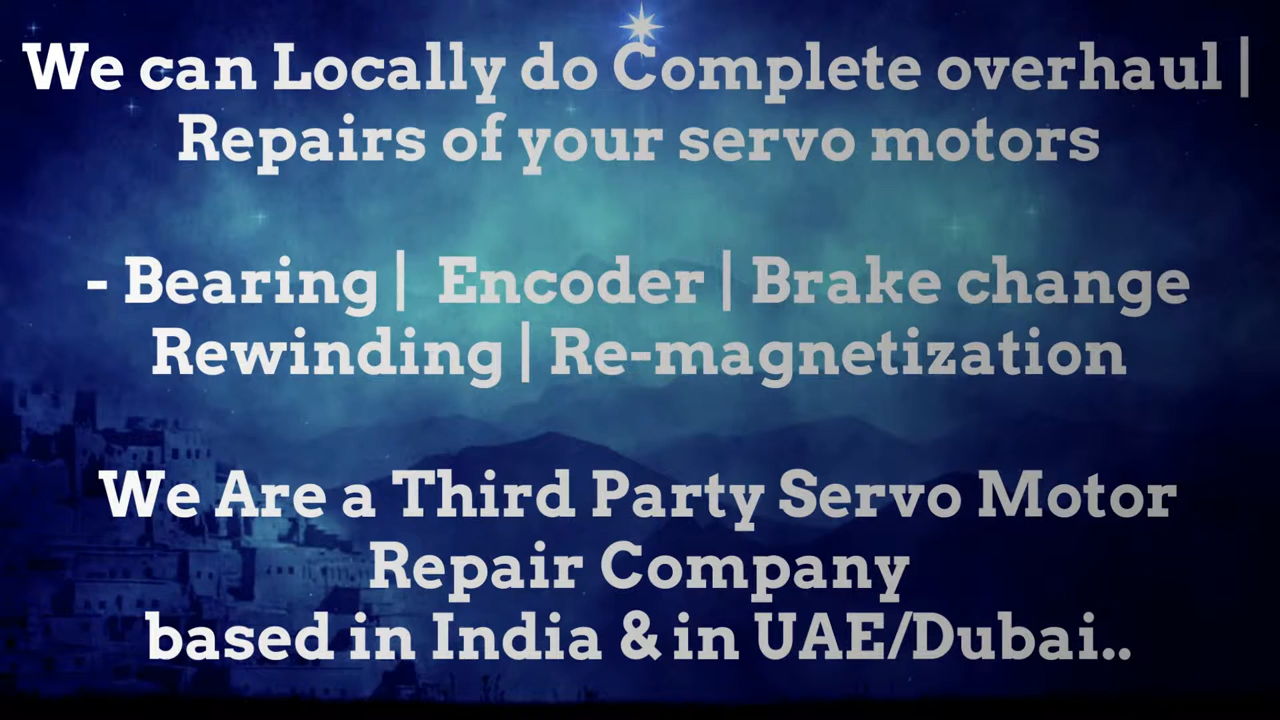 We can Locally do Complete overhaul |
Repairs of your servo motors
- Bearing | Encoder | Brake change
Rewinding | Re-magnetization
We Are a Third Party Servo Motor
Repair Company
based in India & in UAE/Dubai..